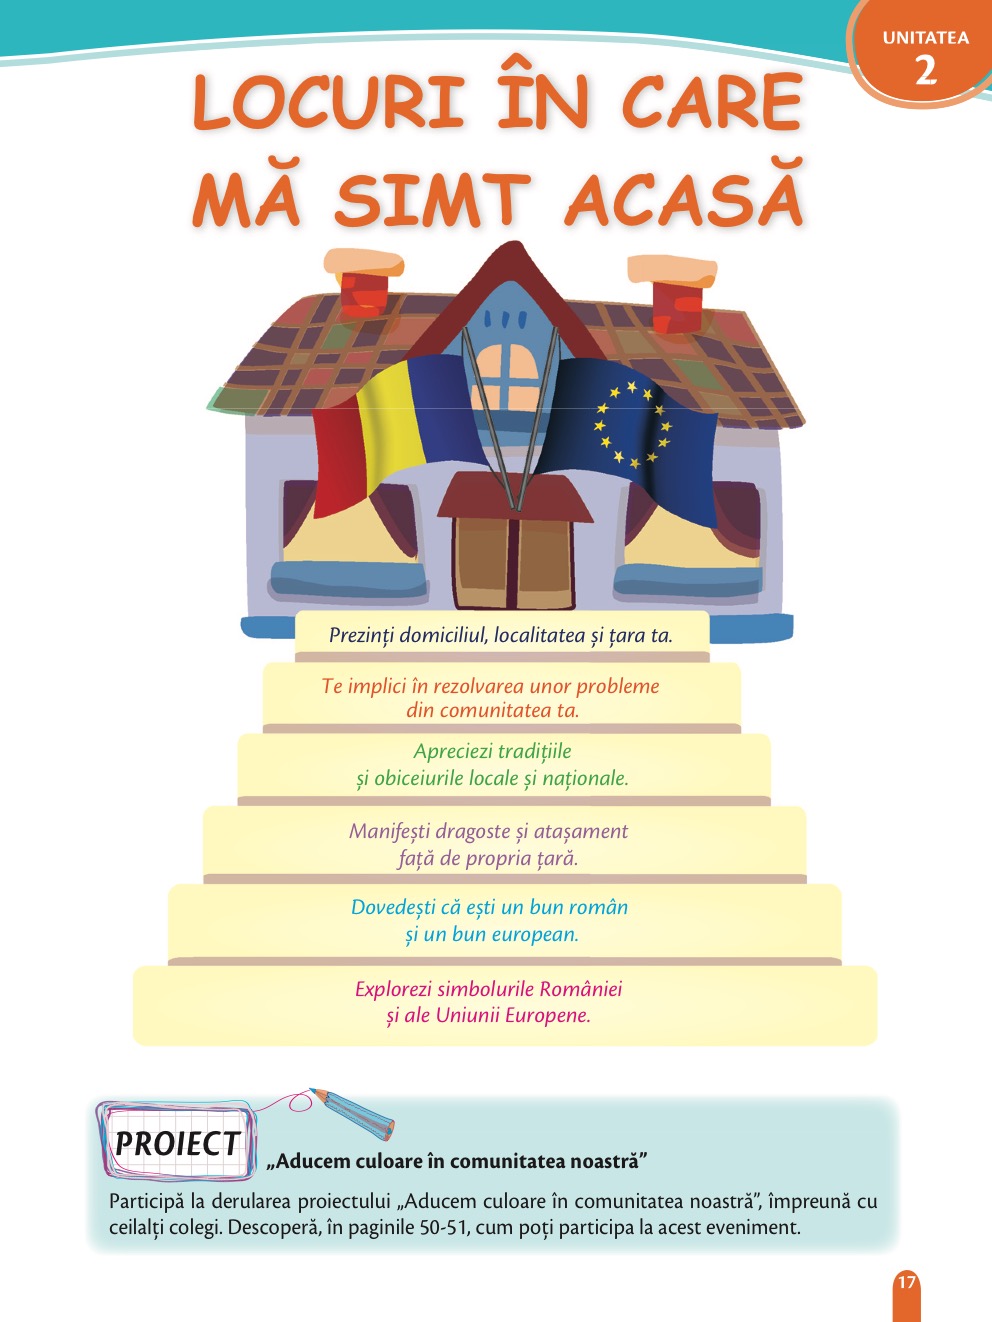 UNITATEA
2
LOCURI ÎN CARE
MĂ SIMT ACASĂ
Prezinți domiciliul, localitatea și țara ta.
Te implici în rezolvarea unor probleme
din comunitatea ta.
Apreciezi tradițiile
și obiceiurile locale și naționale.
Manifești dragoste și atașament
față de propria țară.
Dovedești că ești un bun român
și un bun european.
Explorezi simbolurile României
și ale Uniunii Europene.
PROIECT
„Aducem culoare în comunitatea noastră”
Participă la derularea proiectului „Aducem culoare în comunitatea noastră”, împreună cu
ceilalți colegi. Descoperă, în paginile 50-51, cum poți participa la acest eveniment.
17